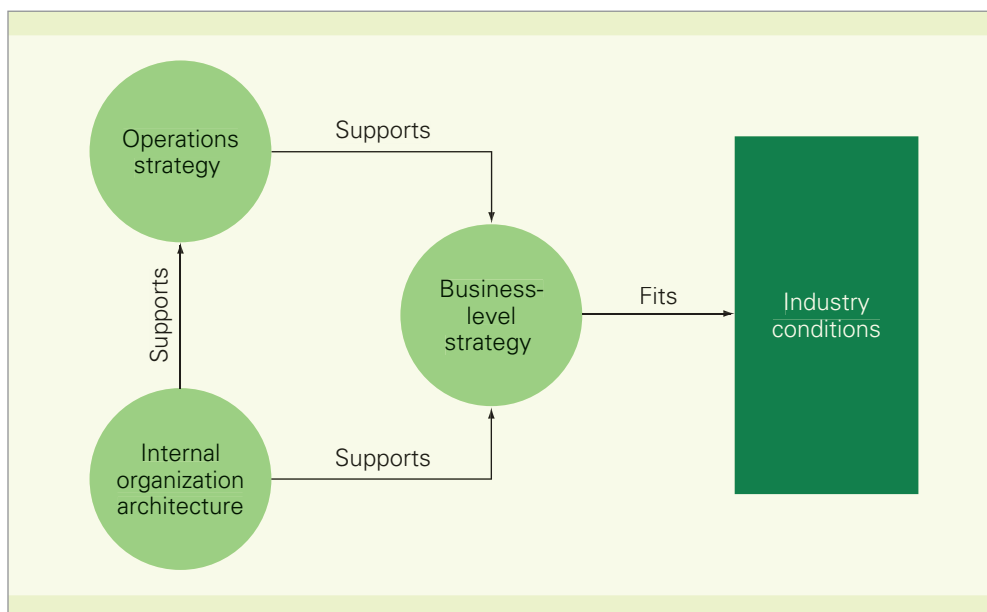 Operations
strategy
Supports
Supports
Business-
level
strategy
Fits
Industry
conditions
Internal
organization
architecture
Supports